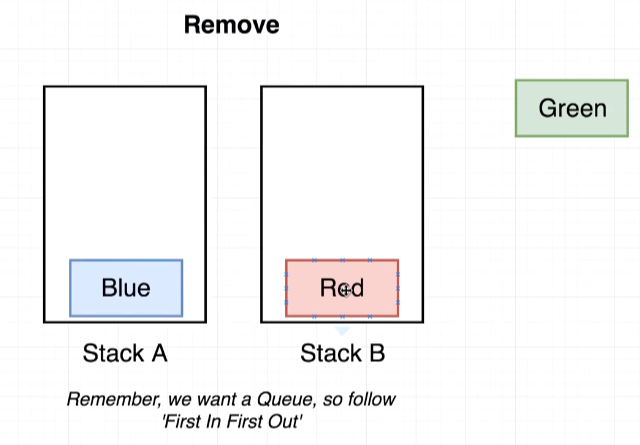 Remove
Green
Blue
Red
Stack A
Stack B
Remember, we want a Queue, so follow
'First In First Out'